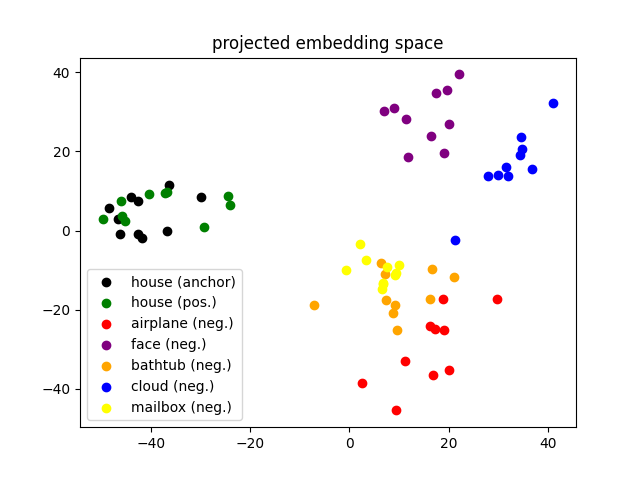 projected embedding space
40
20
0
−20
−40
house (anchor)
house (pos.)
airplane (neg.)
face (neg.)
bathtub (neg.)
cloud (neg.)
mailbox (neg.)
−40
−20
0
20
40